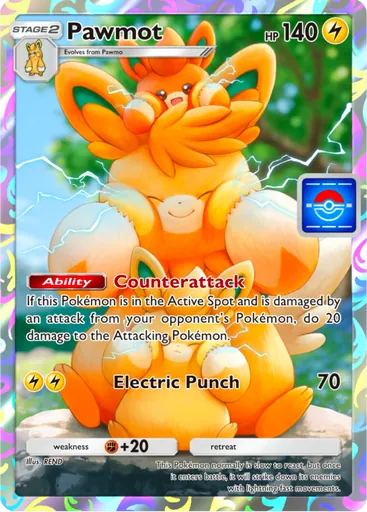 STAGE2 Pawmot HP 140
Evolves from Pawmo
Ability Counterattack
If this Pokémon is in the Active Spot and is damaged by
an attack from your opponent's Pokémon, do 20
damage to the Attacking Pokémon.
Electric Punch 70
weakness +20 retreat
Illus. REND
This Pokémon normally is slow to react, but once
it enters battle, it will strike down its enemies
with lightning-fast movements.